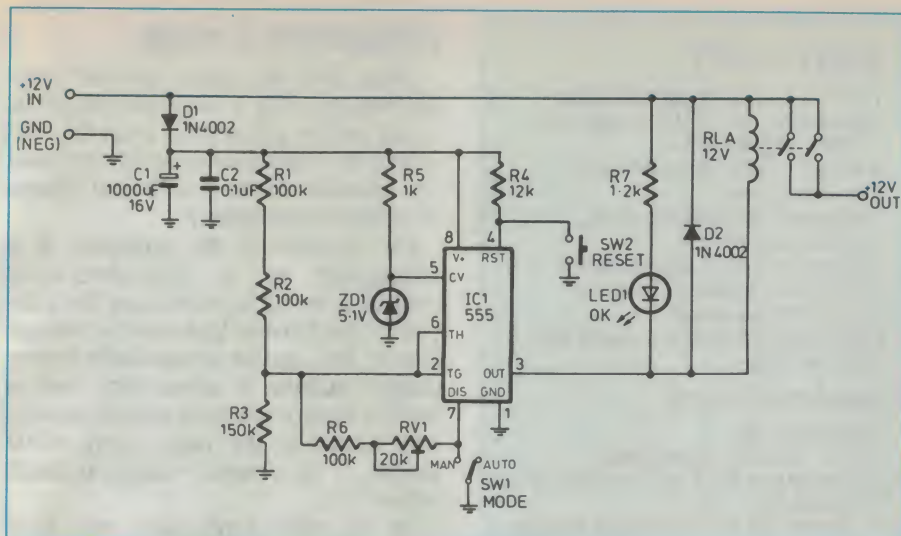 +12V
IN
GND
(NEG)
D1
1N4002
C1
1000uF
16V
+
C2
0·1uF
R1
100k
R2
100k
R3
150k
R5
1k
ZD1
5·1V
R4
12k
8
V+
4
RST
5
CV
6
TH
2
TG
DIS
7
IC1
555
OUT
3
GND
1
SW2
RESET
R6
100k
RV1
20k
MAN
AUTO
SW1
MODE
R7
1·2k
LED1
OK
D2
1N4002
RLA
12V
+12V
OUT